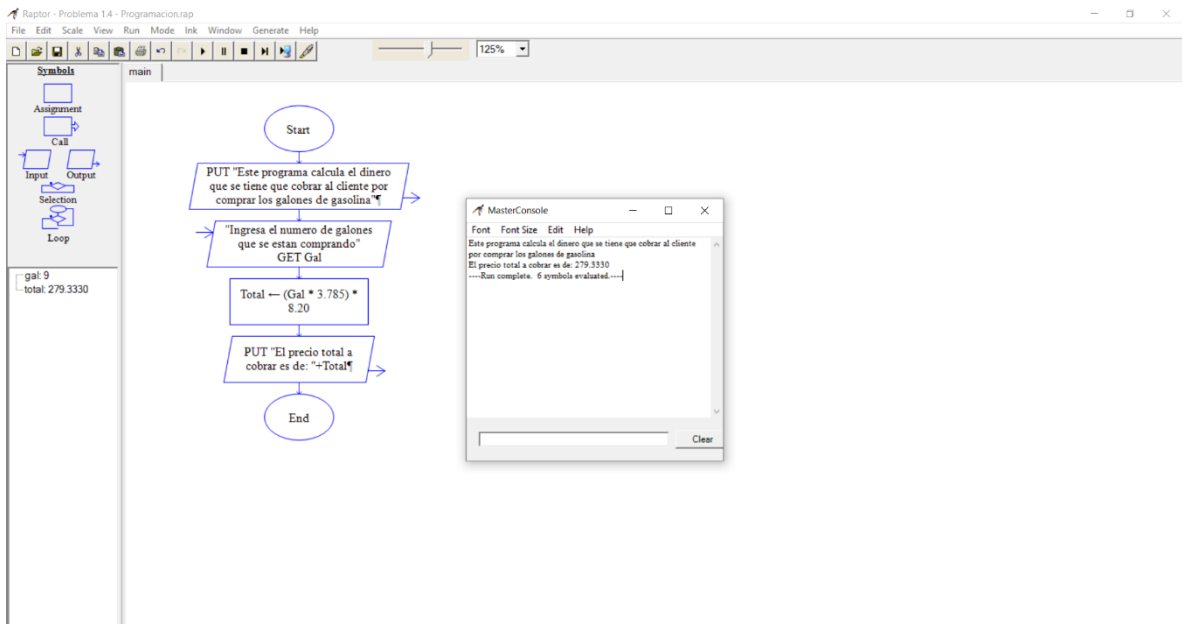 Raptor - Problema 1.4 - Programacion.rap
File Edit Scale View Run Mode Ink Window Generate Help
125%
Symbols
Assignment
Call
Input Output
Selection
Loop
gal: 9
total: 279.3330
main
Start
PUT "Este programa calcula el dinero
que se tiene que cobrar al cliente por
comprar los galones de gasolina"¶
"Ingresa el numero de galones
que se estan comprando"
GET Gal
Total ← (Gal * 3.785) *
8.20
PUT "El precio total a
cobrar es de: "+Total¶
End
MasterConsole
Font Font Size Edit Help
Este programa calcula el dinero que se tiene que cobrar al cliente
por comprar los galones de gasolina
El precio total a cobrar es de: 279.3330
----Run complete. 6 symbols evaluated.----
Clear